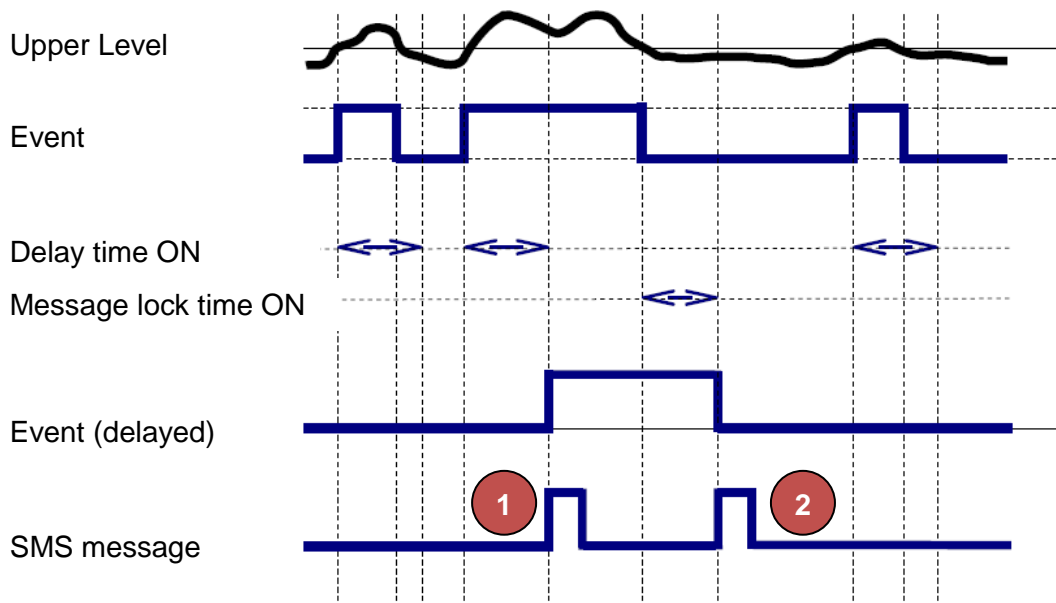 Upper Level
Event
Delay time ON
Message lock time ON
Event (delayed)
1
2
SMS message